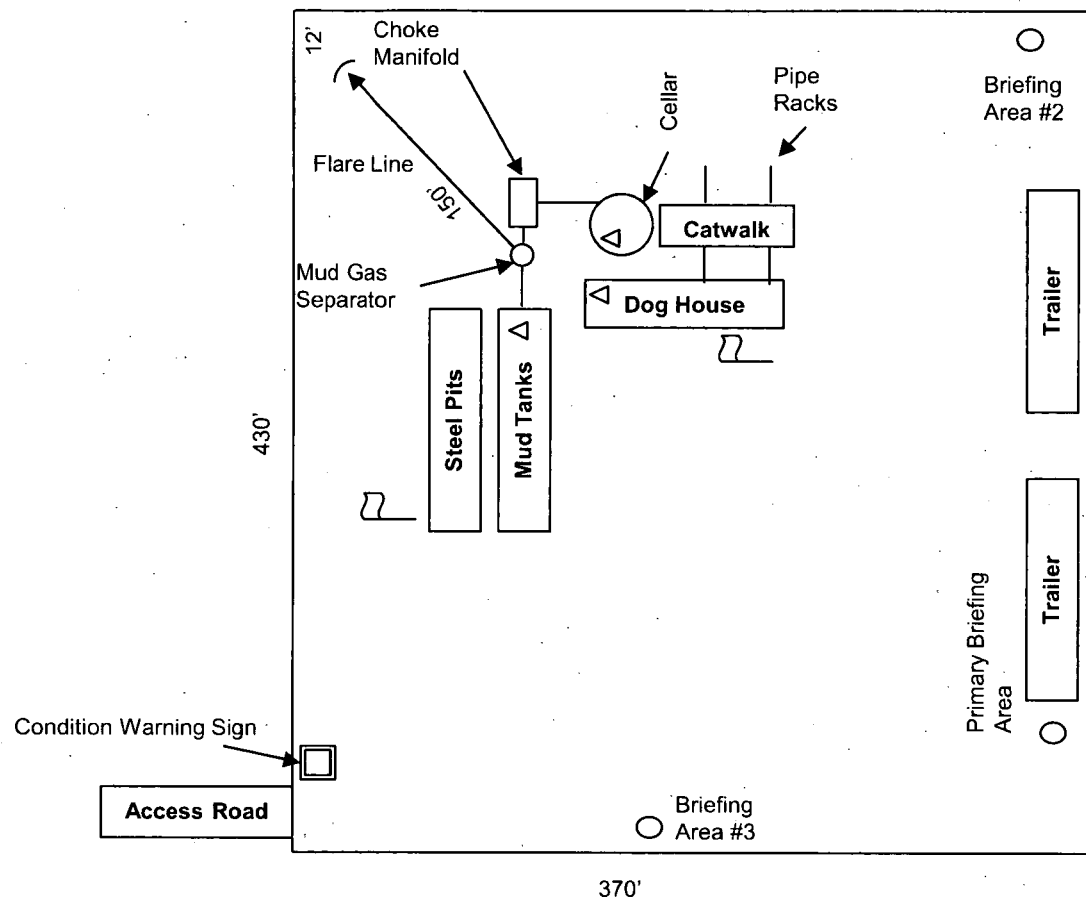 12'
Choke
Manifold
Cellar
Pipe
Racks
Briefing
Area #2
Flare Line
150'
Catwalk
Mud Gas
Separator
Dog House
Trailer
Steel Pits
Mud Tanks
430'
Trailer
Primary Briefing
Area
Condition Warning Sign
Access Road
Briefing
Area #3
370'